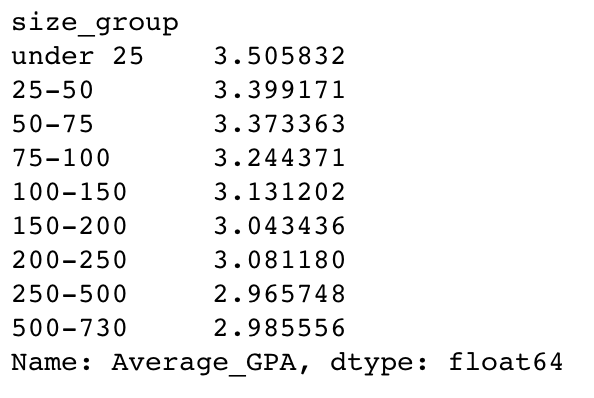 size_group
under 25    3.505832
25-50       3.399171
50-75       3.373363
75-100      3.244371
100-150     3.131202
150-200     3.043436
200-250     3.081180
250-500     2.965748
500-730     2.985556
Name: Average_GPA, dtype: float64